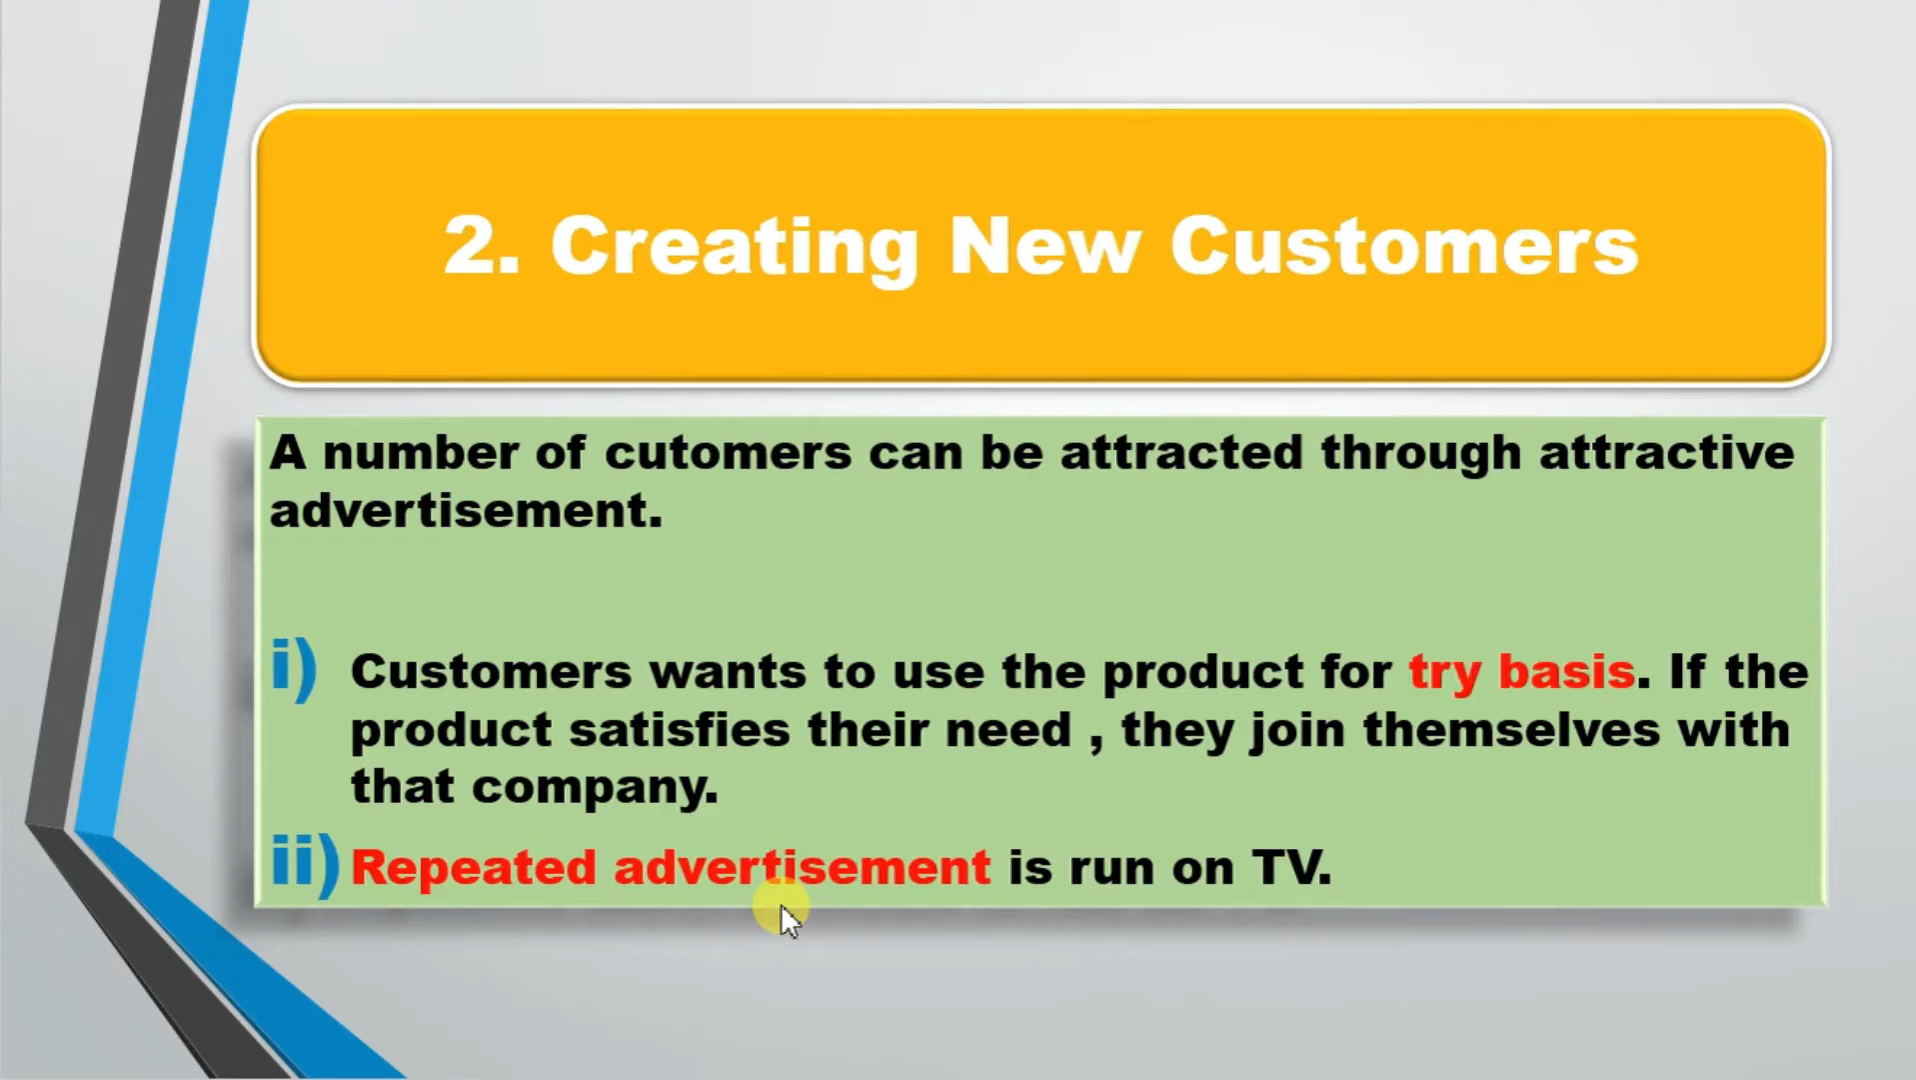 2. Creating New Customers
A number of cutomers can be attracted through attractive
advertisement.
i) Customers wants to use the product for try basis. If the
product satisfies their need , they join themselves with
that company.
ii) Repeated advertisement is run on TV.